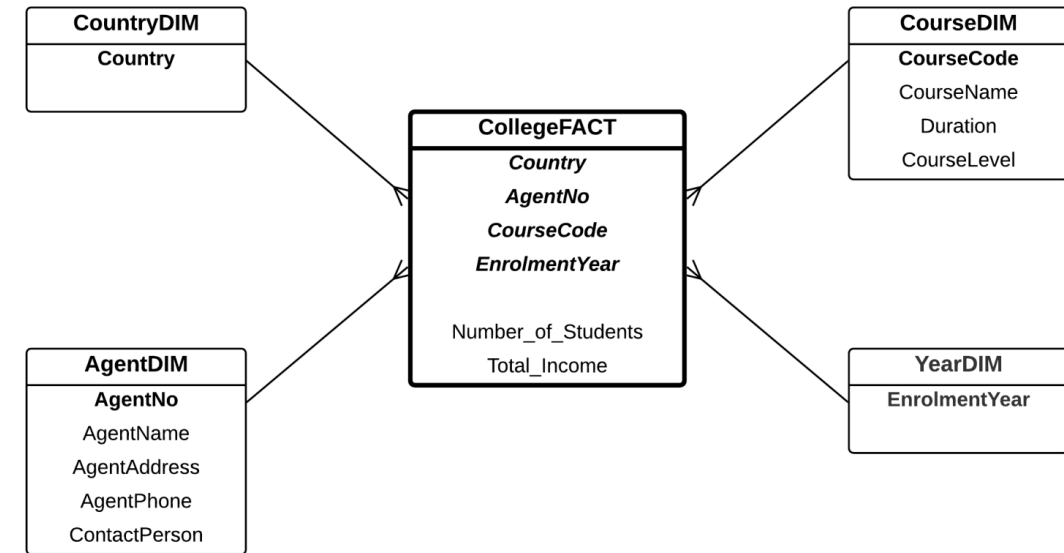 CountryDIM
Country
CourseDIM
CourseCode
CourseName
Duration
CourseLevel
CollegeFACT
Country
AgentNo
CourseCode
EnrolmentYear
Number_of_Students
Total_Income
AgentDIM
AgentNo
AgentName
AgentAddress
AgentPhone
ContactPerson
YearDIM
EnrolmentYear